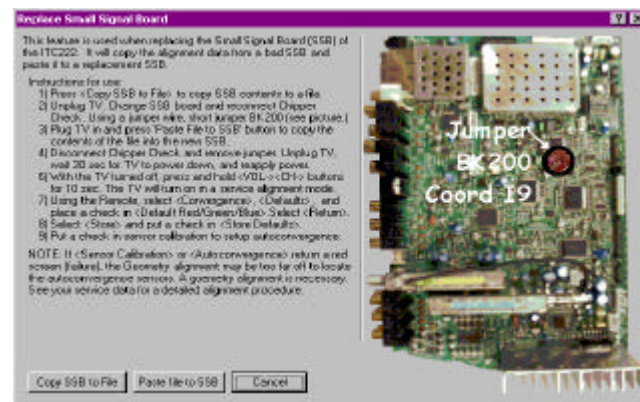 Replace Small Signal Board
This feature is used when replacing the Small Signal Board (SSB) of
the ITC222. It will copy the alignment data from a bad SSB and
paste it to a replacement SSB.
Instructions for use:
1) Press <Copy SSB to File> to copy SSB contents to a file.
2) Unplug TV. Change SSB board and reconnect Chipper
Check. Using a jumper wire, short jumper BK200 (see picture.)
3) Plug TV in and press 'Paste File to SSB' button to copy the
contents of the file into the new SSB.
4) Disconnect Chipper Check and remove jumper. Unplug TV,
wait 20 sec for TV to power down, and reapply power.
6) With the TV turned off, press and hold <VOL-> <CH-> buttons
for 10 sec. The TV will turn on in a service alignment mode.
7) Using the Remote, select <Convergence>, <Defaults>, and
place a check in <Default Red/Green/Blue>. Select <Return>.
8) Select <Store> and put a check in <Store Defaults>.
9) Put a check in sensor calibration to setup autoconvergence.
NOTE: If <Sensor Calibration> or <Autoconvergence> return a red
screen (failure), the Geometry alignment may be too far off to locate
the autoconvergence sensors. A geometry alignment is necessary.
See your service data for a detailed alignment procedure.
Jumper
BK200
Coord I9
Copy SSB to File
Paste file to SSB
Cancel